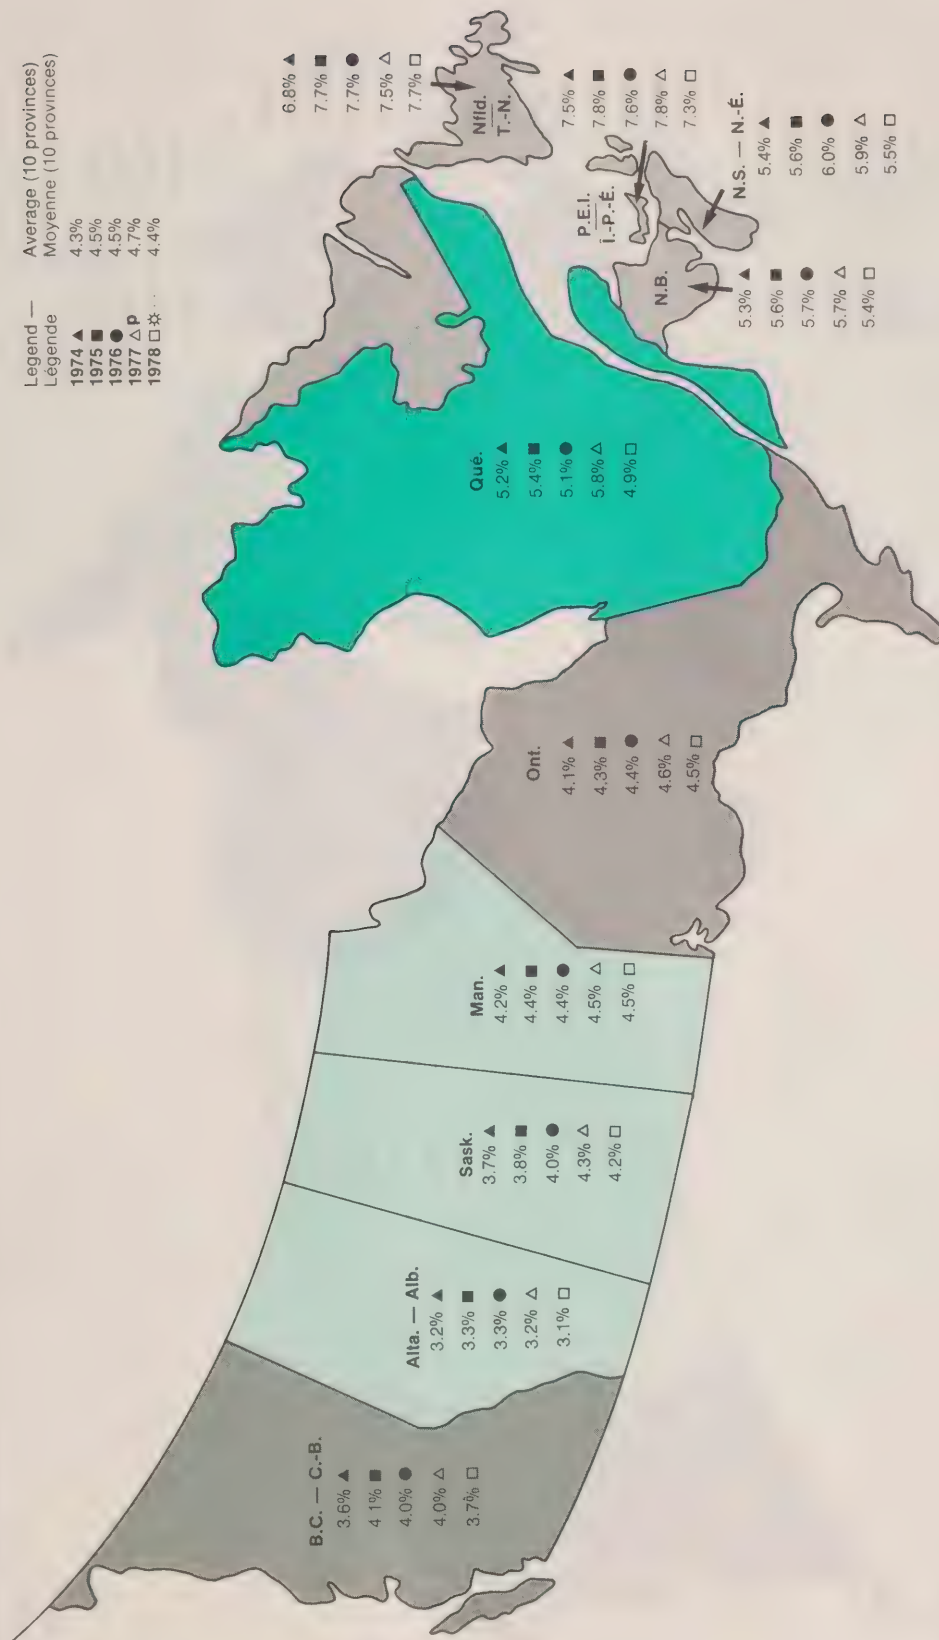 Legend — Average (10 provinces)
Légende Moyenne (10 provinces)
1974 ▲ 4.3%
1975 ■ 4.5%
1976 ● 4.5%
1977 △ p 4.7%
1978 □ ☼ . . 4.4%
B.C. — C.-B.
3.6% ▲
4 1% ■
4.0% ●
4.0% △
3.7% □
Alta. — Alb.
3.2% ▲
3.3% ■
3.3% ●
3.2% △
3.1% □
Sask.
3.7% ▲
3.8% ■
4.0% ●
4.3% △
4.2% □
Man.
4.2% ▲
4.4% ■
4.4% ●
4.5% △
4.5% □
Ont.
4.1% ▲
4.3% ■
4.4% ●
4.6% △
4.5% □
Qué.
5.2% ▲
5.4% ■
5.1% ●
5.8% △
4.9% □
N.B.
5.3% ▲
5.6% ■
5.7% ●
5.7% △
5.4% □
P.E.I.
Î.-P.-É.
7.5% ▲
7.8% ■
7.6% ●
7.8% △
7.3% □
N.S. — N.-É.
5.4% ▲
5.6% ■
6.0% ●
5.9% △
5.5% □
Nfld.
T.-N.
6.8% ▲
7.7% ■
7.7% ●
7.5% △
7.7% □